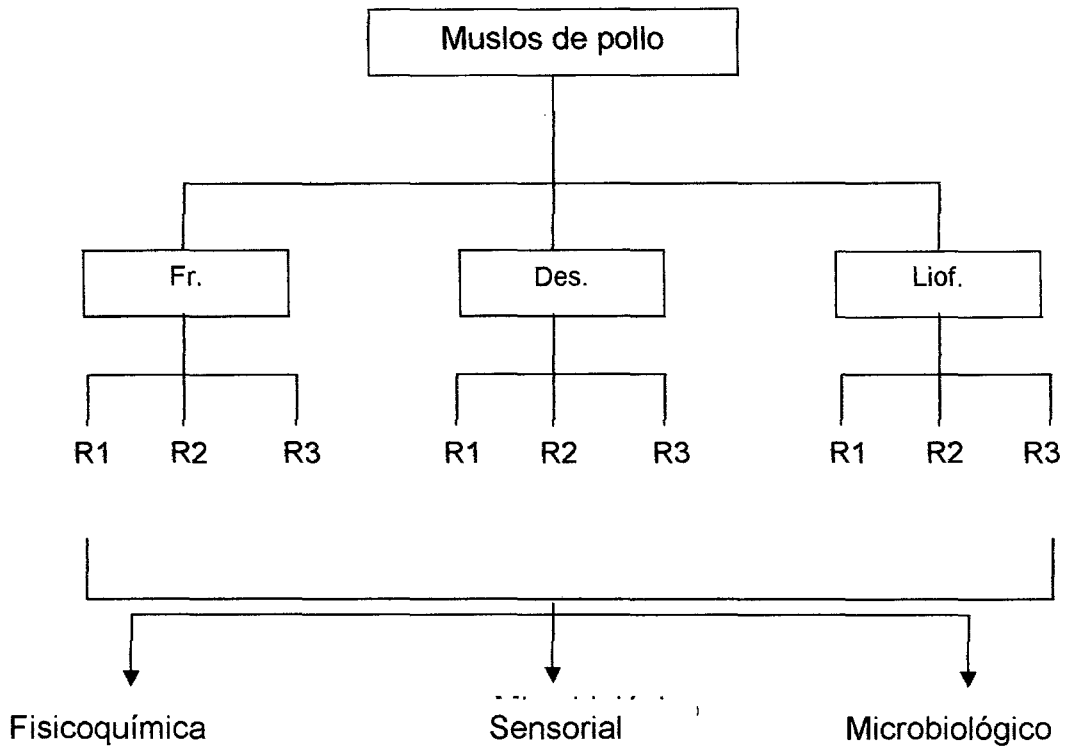 Muslos de pollo
Fr. Des. Liof.
R1 R2 R3 R1 R2 R3 R1 R2 R3
Fisicoquímica Sensorial Microbiológico